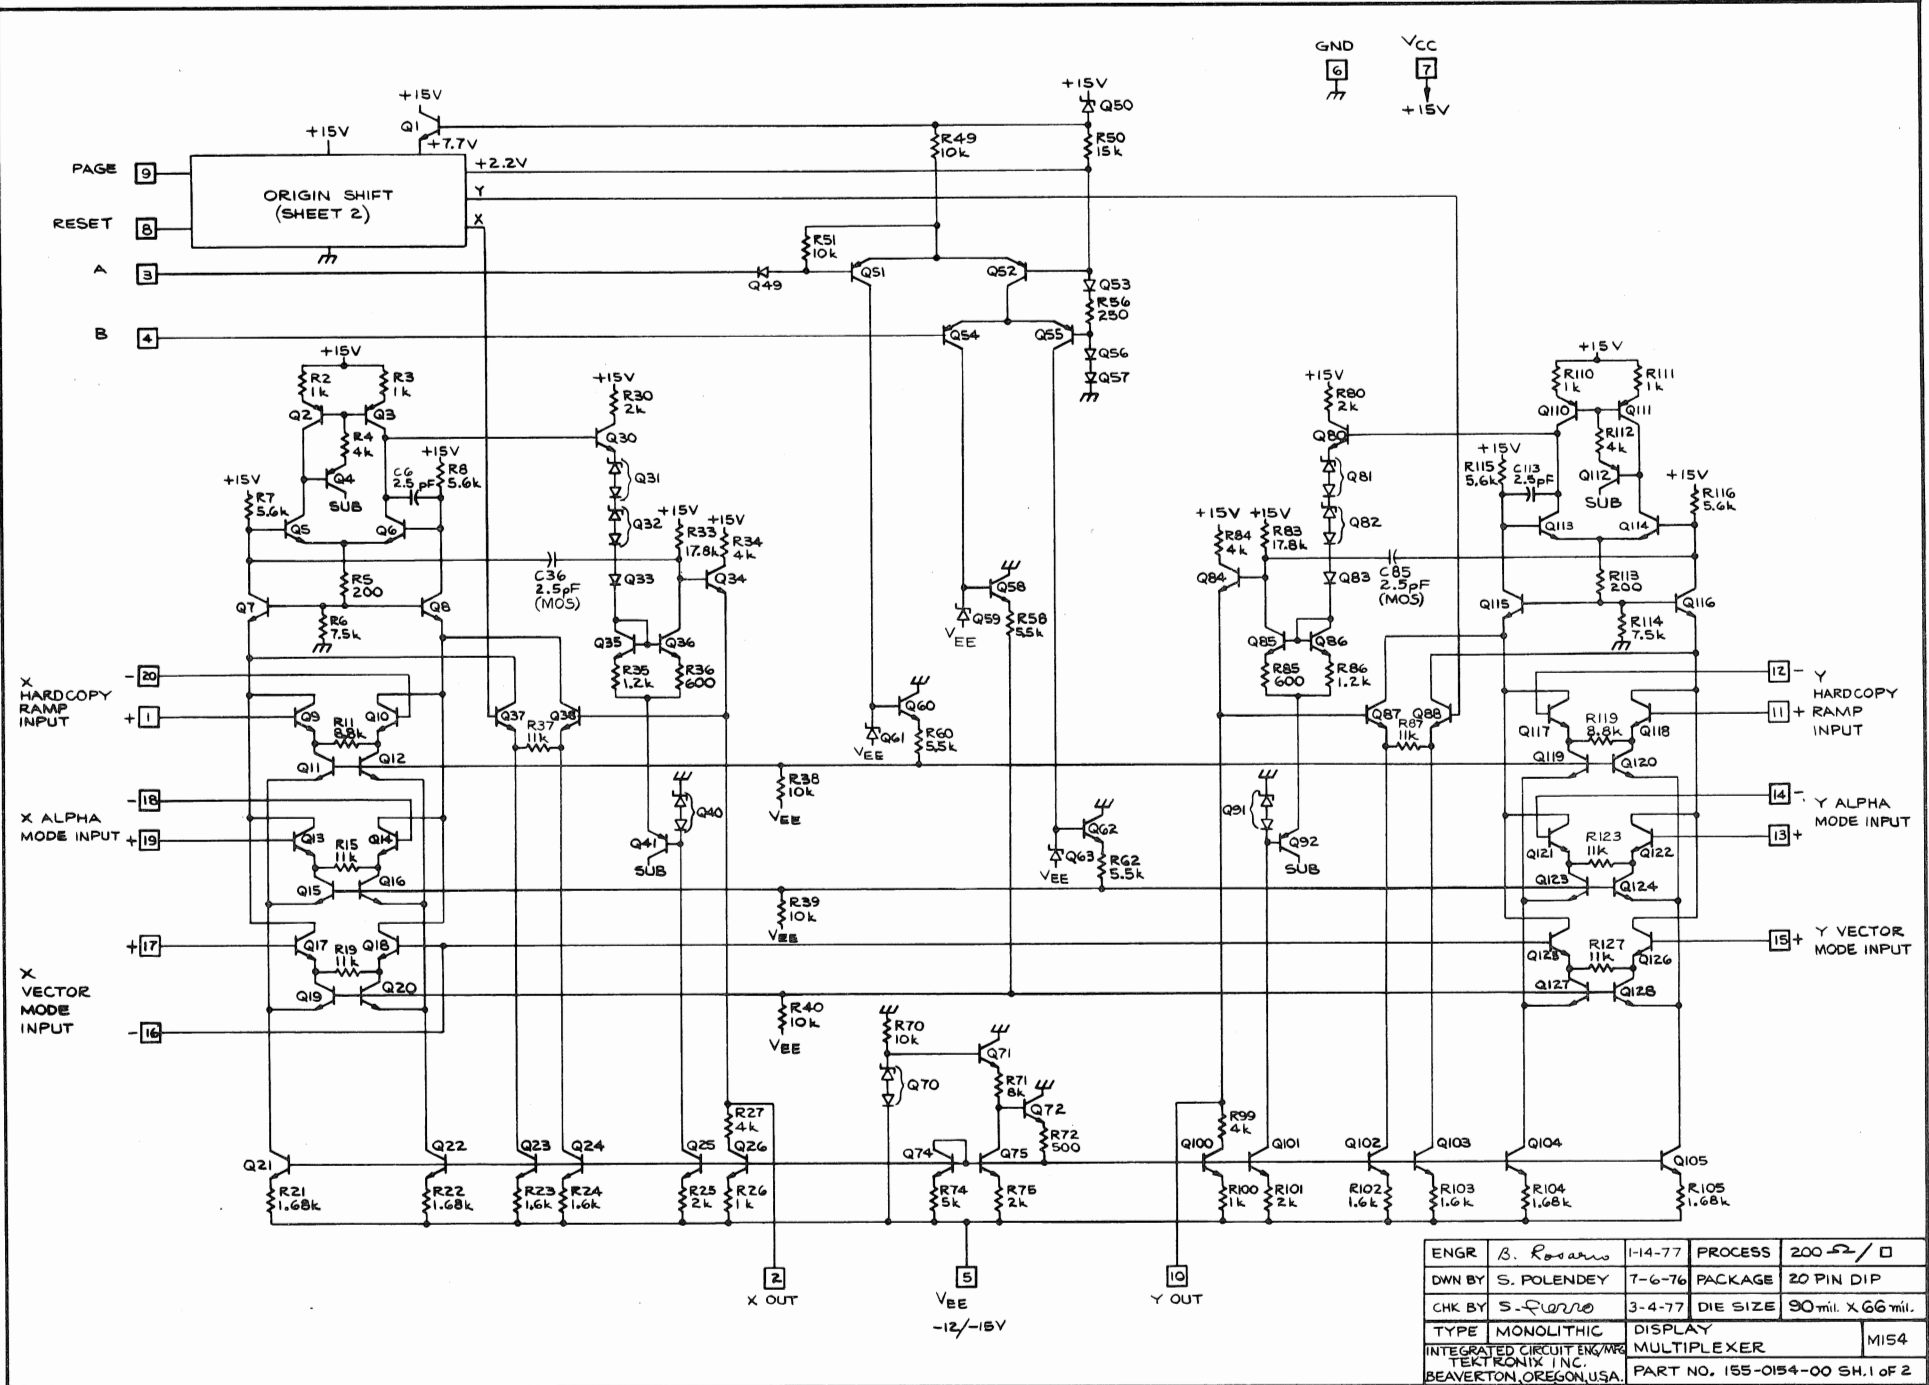 GND
6
VCC
7
+15V
+15V
Q1
+7.7V
+15V
+15V
Q50
R50
15k
R49
10k
PAGE
9
+2.2V
Y
X
ORIGIN SHIFT
(SHEET 2)
RESET
8
R51
10k
A
3
Q49
Q51
Q52
Q53
R56
250
B
4
Q54
Q55
Q56
Q57
+15V
R2
1k
R3
1k
Q2
Q3
R4
4k
Q4
SUB
C6
2.5pF
+15V
R8
5.6k
+15V
R7
5.6k
Q5
Q6
R5
200
Q7
Q8
R6
7.5k
+15V
R30
2k
Q30
Q31
Q32
Q33
+15V
R33
17.8k
+15V
R34
4k
Q34
C36
2.5pF
(MOS)
Q35
Q36
R35
1.2k
R36
600
Q58
Q59
VEE
R58
5.5k
+15V
R80
2k
Q80
Q81
Q82
Q83
+15V
R84
4k
+15V
R83
17.8k
Q84
C85
2.5pF
(MOS)
Q85
Q86
R85
600
R86
1.2k
+15V
R110
1k
R111
1k
Q110
Q111
R112
4k
Q112
SUB
+15V
R115
5.6k
C113
2.5pF
+15V
R116
5.6k
Q113
Q114
R113
200
Q115
Q116
R114
7.5k
X
HARDCOPY
RAMP
INPUT
- 20
+ 1
Q9
Q10
R11
8.8k
Q11
Q12
Q37
Q38
R37
11k
Q60
Q61
VEE
R60
5.5k
R38
10k
VEE
Q87
Q88
R87
11k
12 -
11 +
Y
HARDCOPY
RAMP
INPUT
Q117
Q118
R119
8.8k
Q119
Q120
X ALPHA
MODE INPUT
- 18
+ 19
Q13
Q14
R15
11k
Q15
Q16
Q40
Q41
SUB
Q62
Q63
VEE
R62
5.5k
R39
10k
VEE
Q91
Q92
SUB
14 -
13 +
Y ALPHA
MODE INPUT
Q121
Q122
R123
11k
Q123
Q124
+ 17
X
VECTOR
MODE
INPUT
- 16
Q17
Q18
R19
11k
Q19
Q20
R40
10k
VEE
15 +
Y VECTOR
MODE INPUT
Q125
Q126
R127
11k
Q127
Q128
R70
10k
Q70
Q71
R71
8k
Q72
R72
500
Q21
R21
1.68k
Q22
R22
1.68k
Q23
R23
1.6k
Q24
R24
1.6k
Q25
R25
2k
R27
4k
Q26
R26
1k
Q74
R74
5k
Q75
R75
2k
R99
4k
Q100
R100
1k
Q101
R101
2k
Q102
R102
1.6k
Q103
R103
1.6k
Q104
R104
1.68k
Q105
R105
1.68k
2
X OUT
5
VEE
-12/-15V
10
Y OUT
ENGR B. Rosario 1-14-77 PROCESS 200 Ω/□
DWN BY S. POLENDEY 7-6-76 PACKAGE 20 PIN DIP
CHK BY S. Fierro 3-4-77 DIE SIZE 90 mil. X 66 mil.
TYPE MONOLITHIC
DISPLAY
MULTIPLEXER
M154
INTEGRATED CIRCUIT ENG/MFG
TEKTRONIX INC.
BEAVERTON, OREGON, U.S.A.
PART NO. 155-0154-00 SH. 1 OF 2